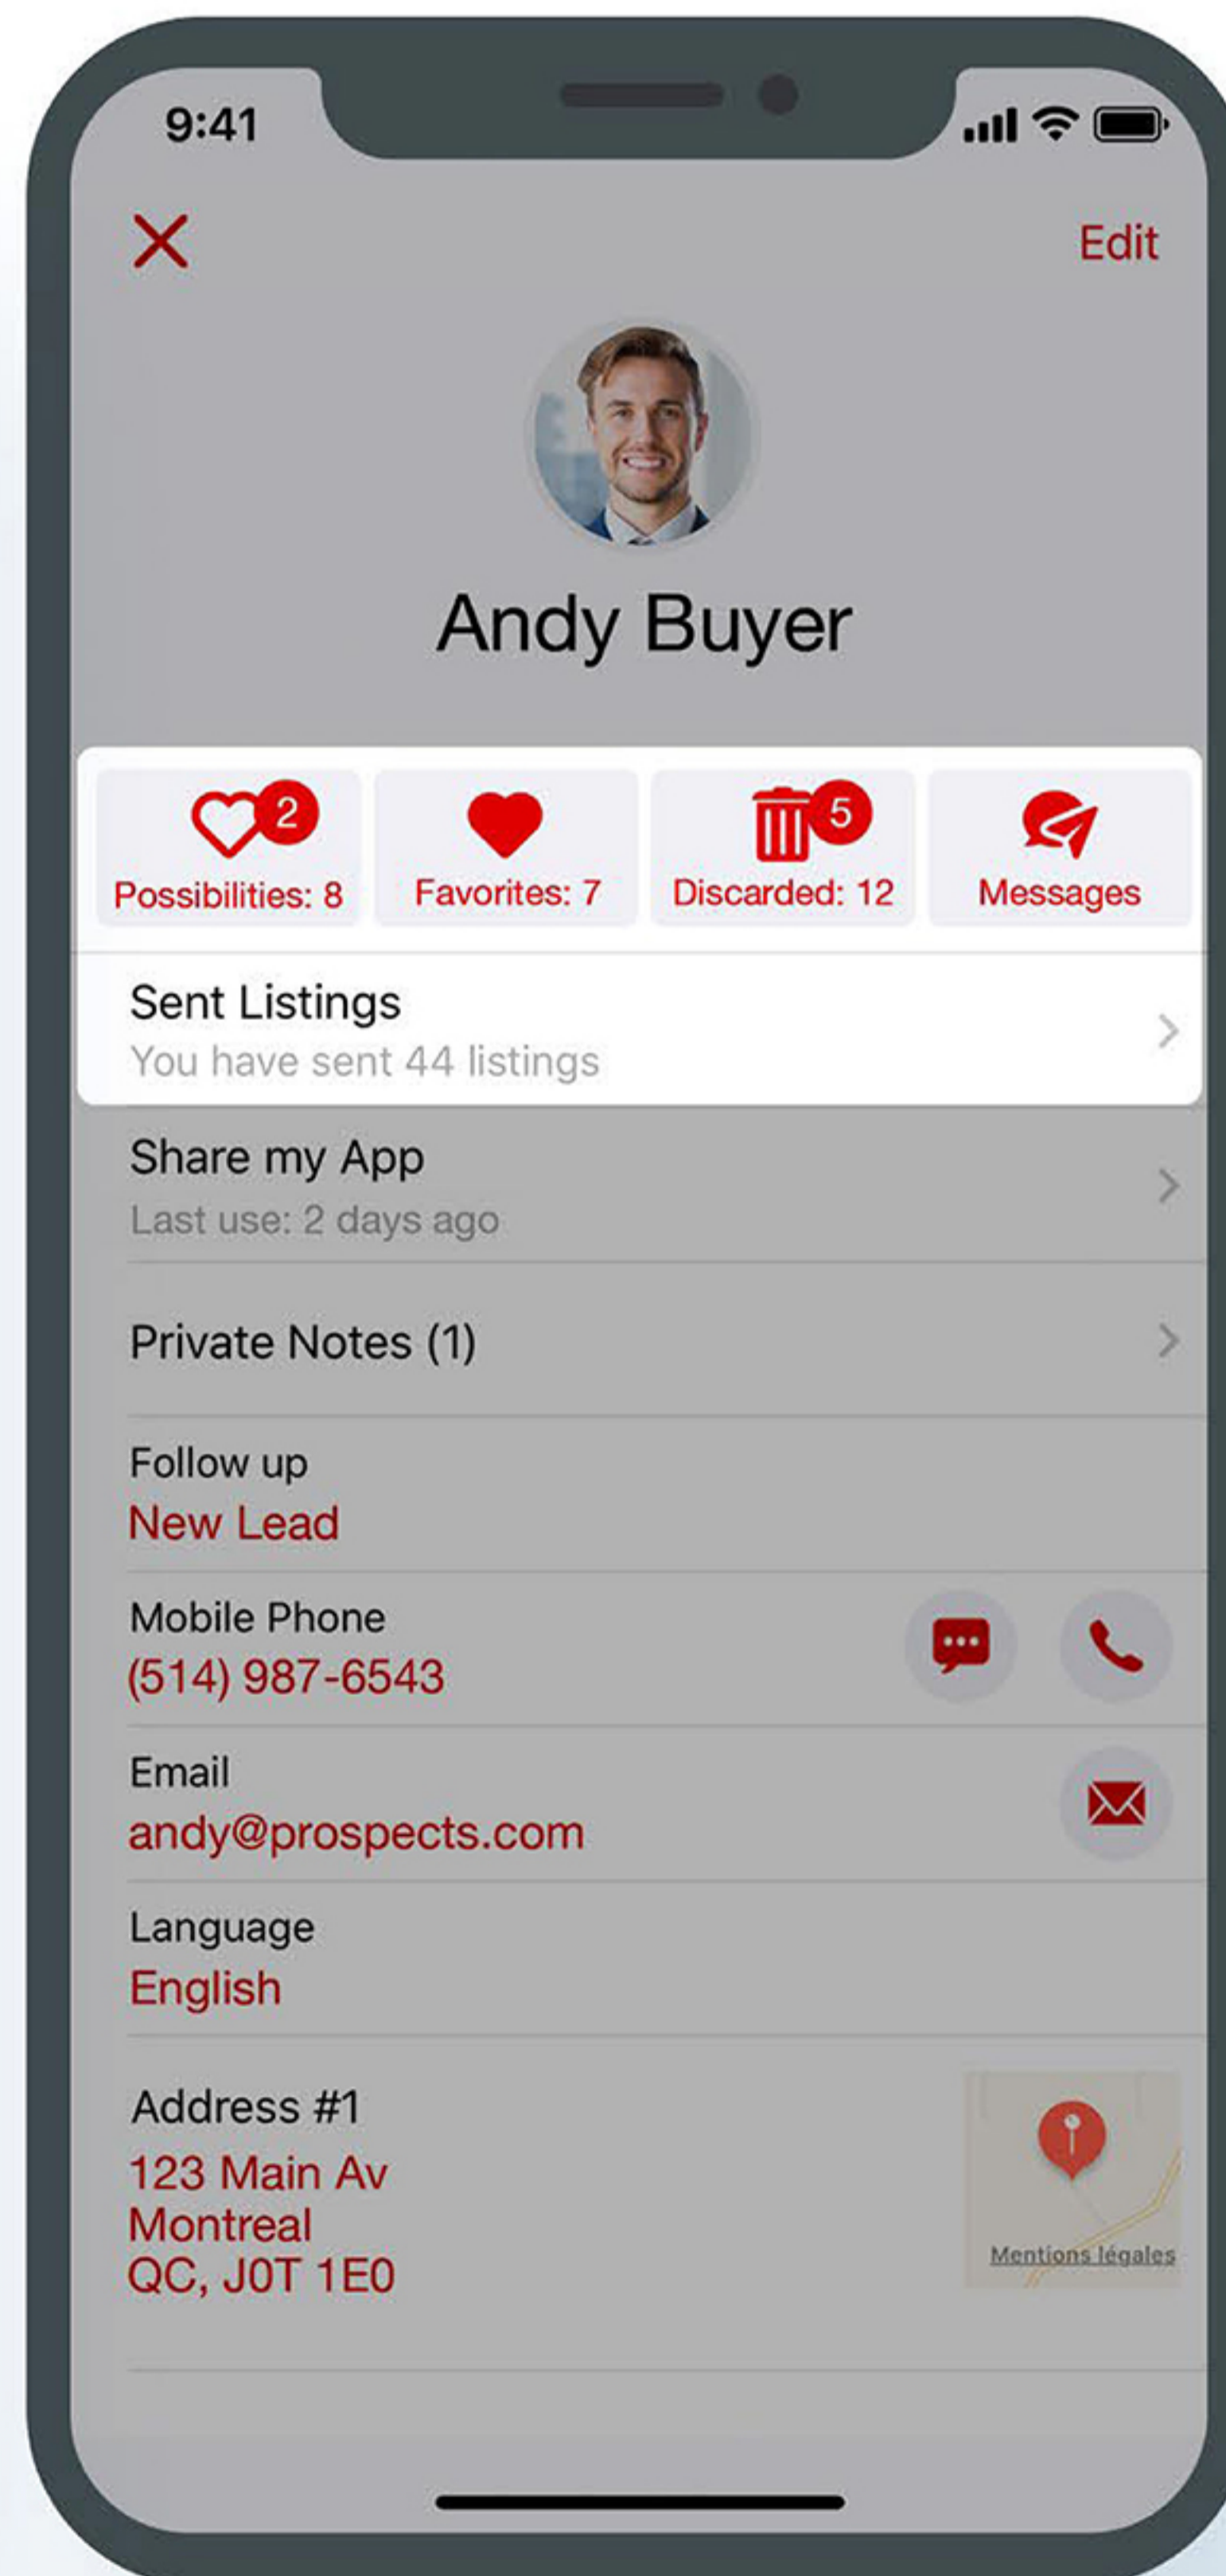 9:41
Edit
Andy Buyer
2
5
Possibilities: 8
Favorites: 7
Discarded: 12
Messages
Sent Listings
You have sent 44 listings
Share my App
Last use: 2 days ago
Private Notes (1)
Follow up
New Lead
Mobile Phone
(514) 987-6543
Email
andy@prospects.com
Language
English
Address #1
123 Main Av
Montreal
QC, J0T 1E0
Mentions légales